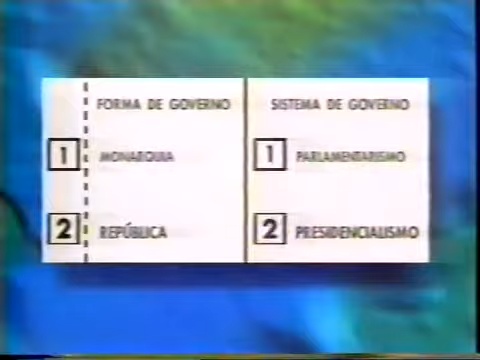 FORMA DE GOVERNO
1 MONARQUIA
2 REPÚBLICA
SISTEMA DE GOVERNO
1 PARLAMENTARISMO
2 PRESIDENCIALISMO